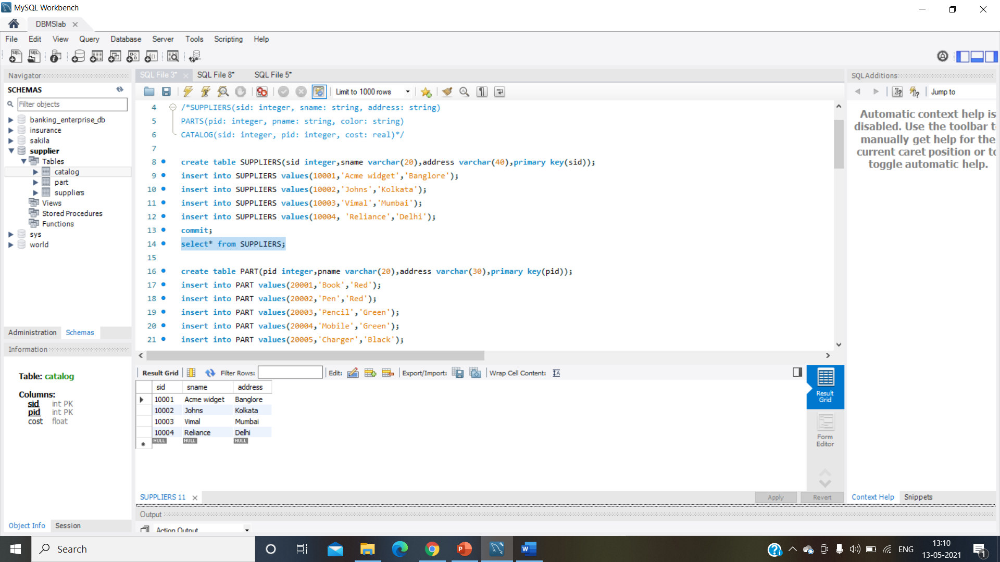 MySQL Workbench
DBMSlab
File Edit View Query Database Server Tools Scripting Help
Navigator
SCHEMAS
Filter objects
banking_enterprise_db
insurance
sakila
supplier
Tables
catalog
part
suppliers
Views
Stored Procedures
Functions
sys
world
Administration Schemas
Information
Table: catalog
Columns:
sid int PK
pid int PK
cost float
Object Info Session
SQL File 3* SQL File 8* SQL File 5*
Limit to 1000 rows
4 /*SUPPLIERS(sid: integer, sname: string, address: string)
5 PARTS(pid: integer, pname: string, color: string)
6 CATALOG(sid: integer, pid: integer, cost: real)*/
7
8 create table SUPPLIERS(sid integer,sname varchar(20),address varchar(40),primary key(sid));
9 insert into SUPPLIERS values(10001,'Acme widget','Banglore');
10 insert into SUPPLIERS values(10002,'Johns','Kolkata');
11 insert into SUPPLIERS values(10003,'Vimal','Mumbai');
12 insert into SUPPLIERS values(10004, 'Reliance','Delhi');
13 commit;
14 select* from SUPPLIERS;
15
16 create table PART(pid integer,pname varchar(20),address varchar(30),primary key(pid));
17 insert into PART values(20001,'Book','Red');
18 insert into PART values(20002,'Pen','Red');
19 insert into PART values(20003,'Pencil','Green');
20 insert into PART values(20004,'Mobile','Green');
21 insert into PART values(20005,'Charger','Black');
Result Grid Filter Rows: Edit: Export/Import: Wrap Cell Content:
sid sname address
10001 Acme widget Banglore
10002 Johns Kolkata
10003 Vimal Mumbai
10004 Reliance Delhi
NULL NULL NULL
Result Grid
Form Editor
SUPPLIERS 11
Apply Revert
Output
Action Output
SQLAdditions
Jump to
Automatic context help is
disabled. Use the toolbar t
manually get help for the
current caret position or to
toggle automatic help.
Context Help Snippets
Search
ENG
13:10
13-05-2021
1